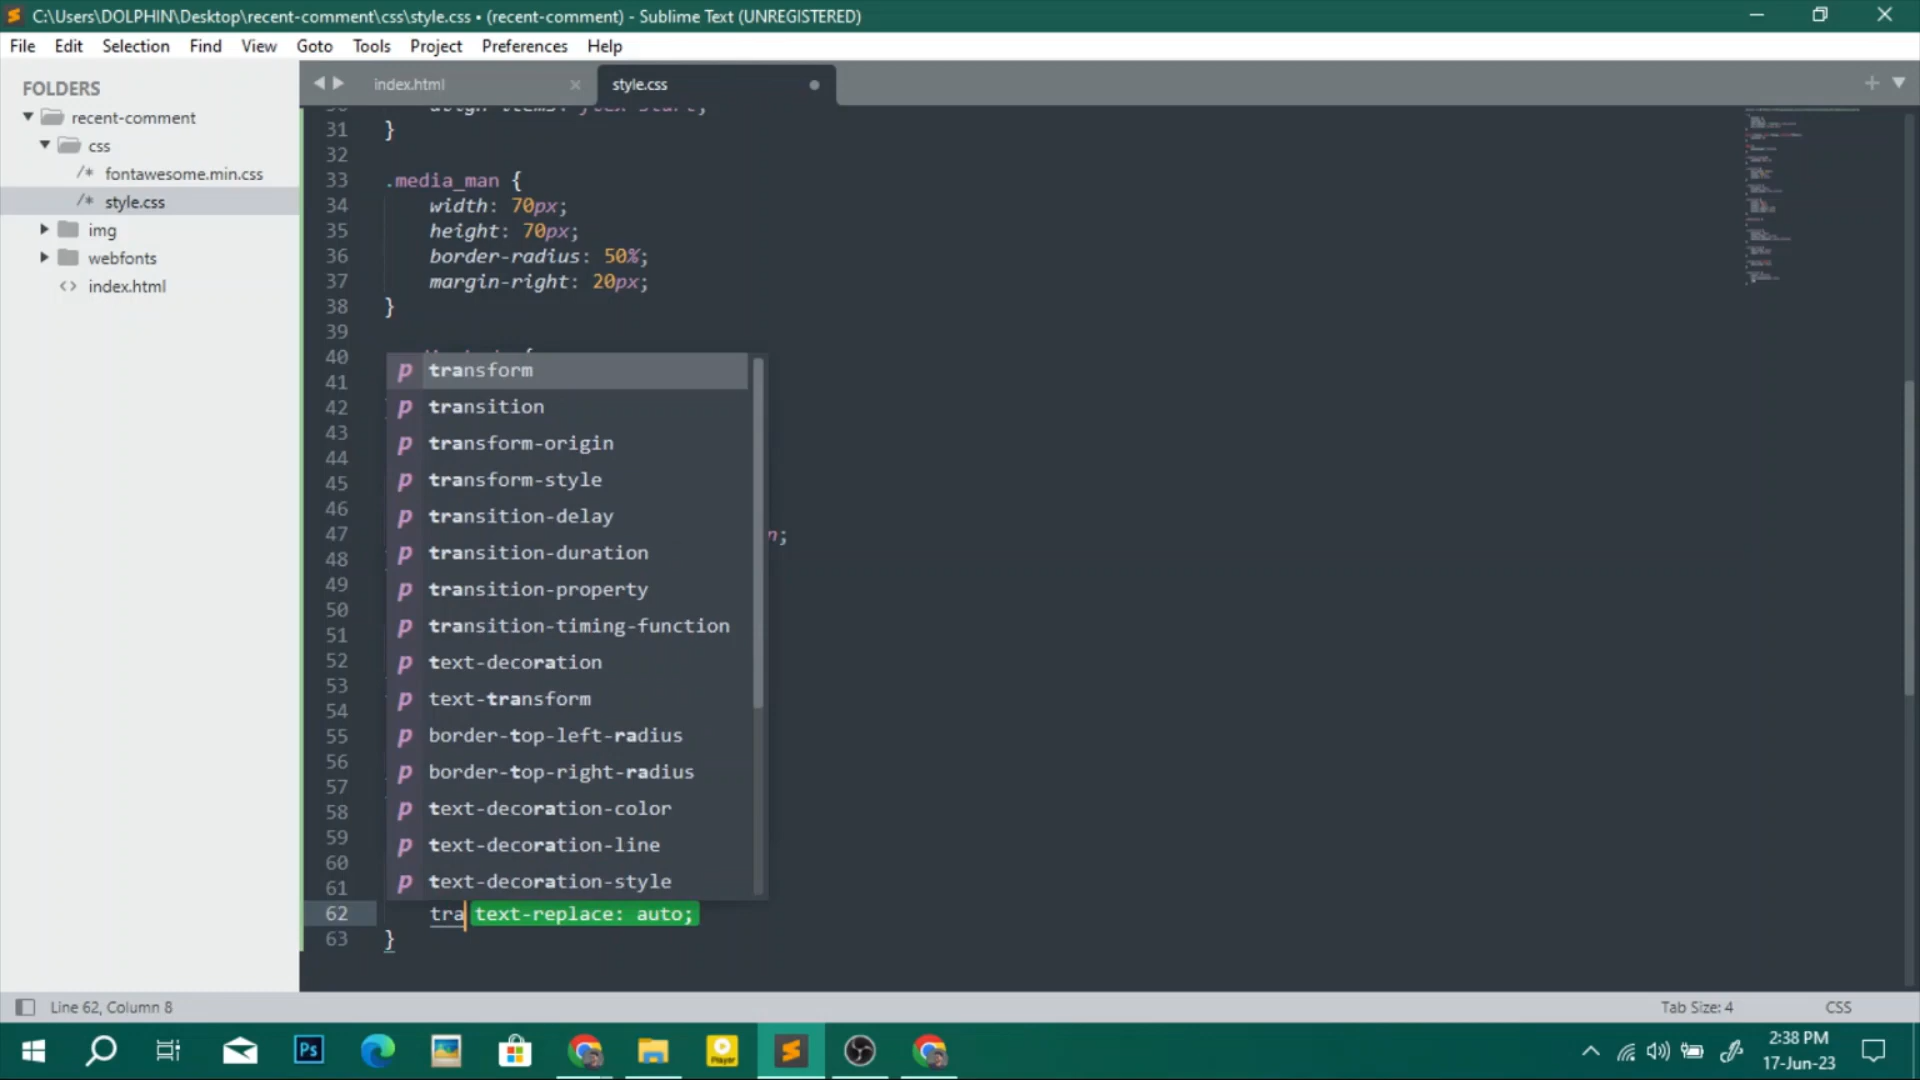 C:\Users\DOLPHIN\Desktop\recent-comment\css\style.css • (recent-comment) - Sublime Text (UNREGISTERED)
File Edit Selection Find View Goto Tools Project Preferences Help
FOLDERS
recent-comment
css
/* fontawesome.min.css
/* style.css
img
webfonts
<> index.html
index.html
style.css
31 }
32
33 .media_man {
34 width: 70px;
35 height: 70px;
36 border-radius: 50%;
37 margin-right: 20px;
38 }
39
40
41
42
43
44
45
46
47 n;
48
49
50
51
52
53
54
55
56
57
58
59
60
61
62 tra text-replace: auto;
63 }
p transform
p transition
p transform-origin
p transform-style
p transition-delay
p transition-duration
p transition-property
p transition-timing-function
p text-decoration
p text-transform
p border-top-left-radius
p border-top-right-radius
p text-decoration-color
p text-decoration-line
p text-decoration-style
Line 62, Column 8
Tab Size: 4
CSS
Ps
Player
2:38 PM
17-Jun-23